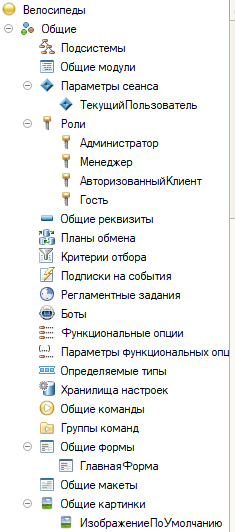 Велосипеды
Общие
Подсистемы
Общие модули
Параметры сеанса
ТекущийПользователь
Роли
Администратор
Менеджер
АвторизованныйКлиент
Гость
Общие реквизиты
Планы обмена
Критерии отбора
Подписки на события
Регламентные задания
Боты
Функциональные опции
Параметры функциональных опц
Определяемые типы
Хранилища настроек
Общие команды
Группы команд
Общие формы
ГлавнаяФорма
Общие макеты
Общие картинки
ИзображениеПоУмолчанию